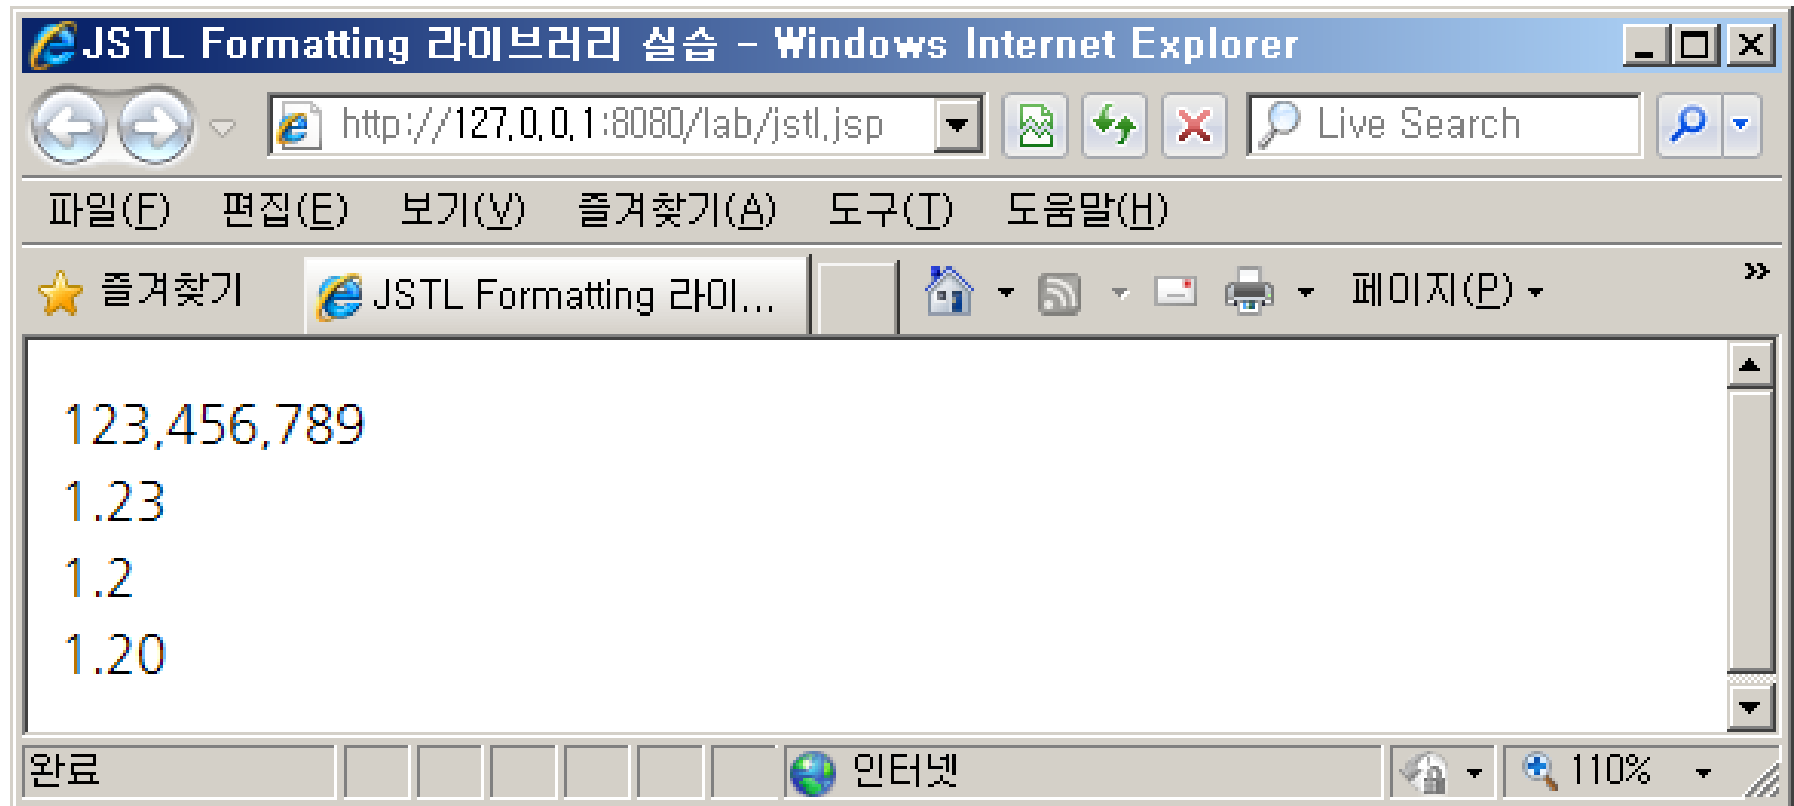 JSTL Formatting 라이브러리 실습 - Windows Internet Explorer
http://127.0.0.1:8080/lab/jstl.jsp Live Search
파일(F) 편집(E) 보기(V) 즐겨찾기(A) 도구(T) 도움말(H)
즐겨찾기 JSTL Formatting 라이... 페이지(P) »
123,456,789
1.23
1.2
1.20
완료 인터넷 110%